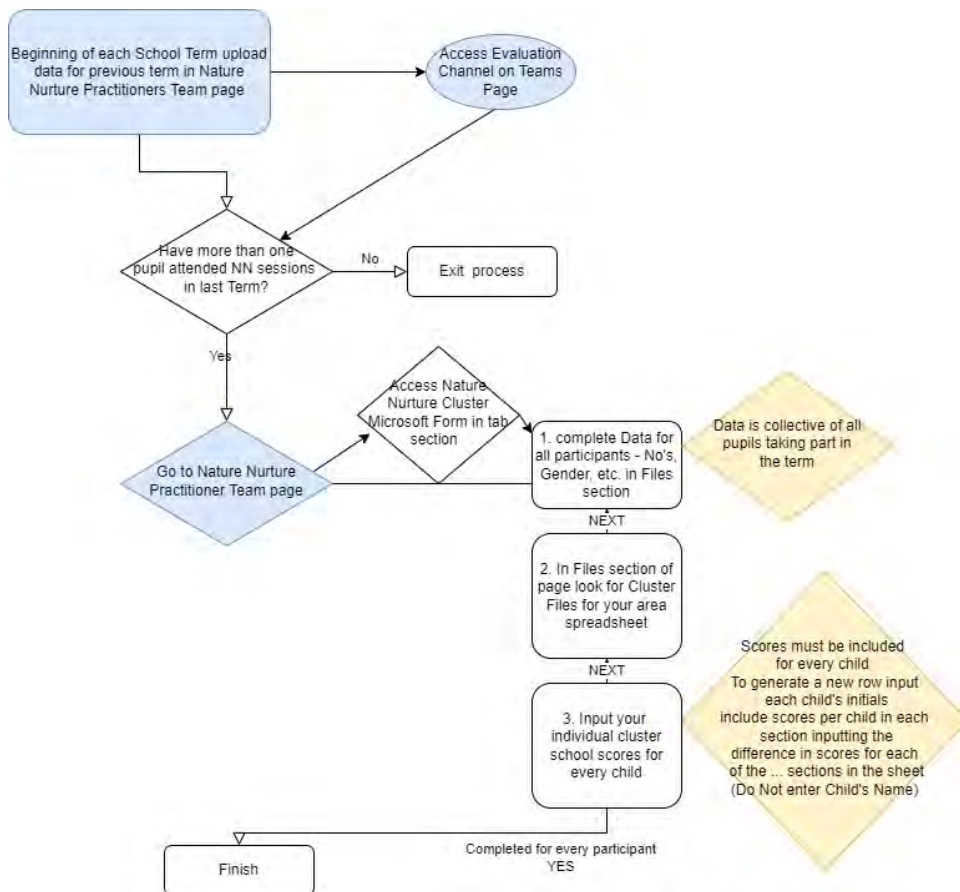 Beginning of each School Term upload
data for previous term in Nature
Nurture Practitioners Team page
Access Evaluation
Channel on Teams
Page
Have more than one
pupil attended NN sessions
in last Term?
No
Exit process
Yes
Access Nature
Nurture Cluster
Microsoft Form in tab
section
Go to Nature Nurture
Practitioner Team page
1. complete Data for
all participants - No's,
Gender, etc. in Files
section
Data is collective of all
pupils taking part in
the term
NEXT
2. In Files section of
page look for Cluster
Files for your area
spreadsheet
NEXT
3. Input your
individual cluster
school scores for
every child
Scores must be included
for every child
To generate a new row input
each child's initials
include scores per child in each
section inputting the
difference in scores for each
of the ... sections in the sheet
(Do Not enter Child's Name)
Completed for every participant
YES
Finish